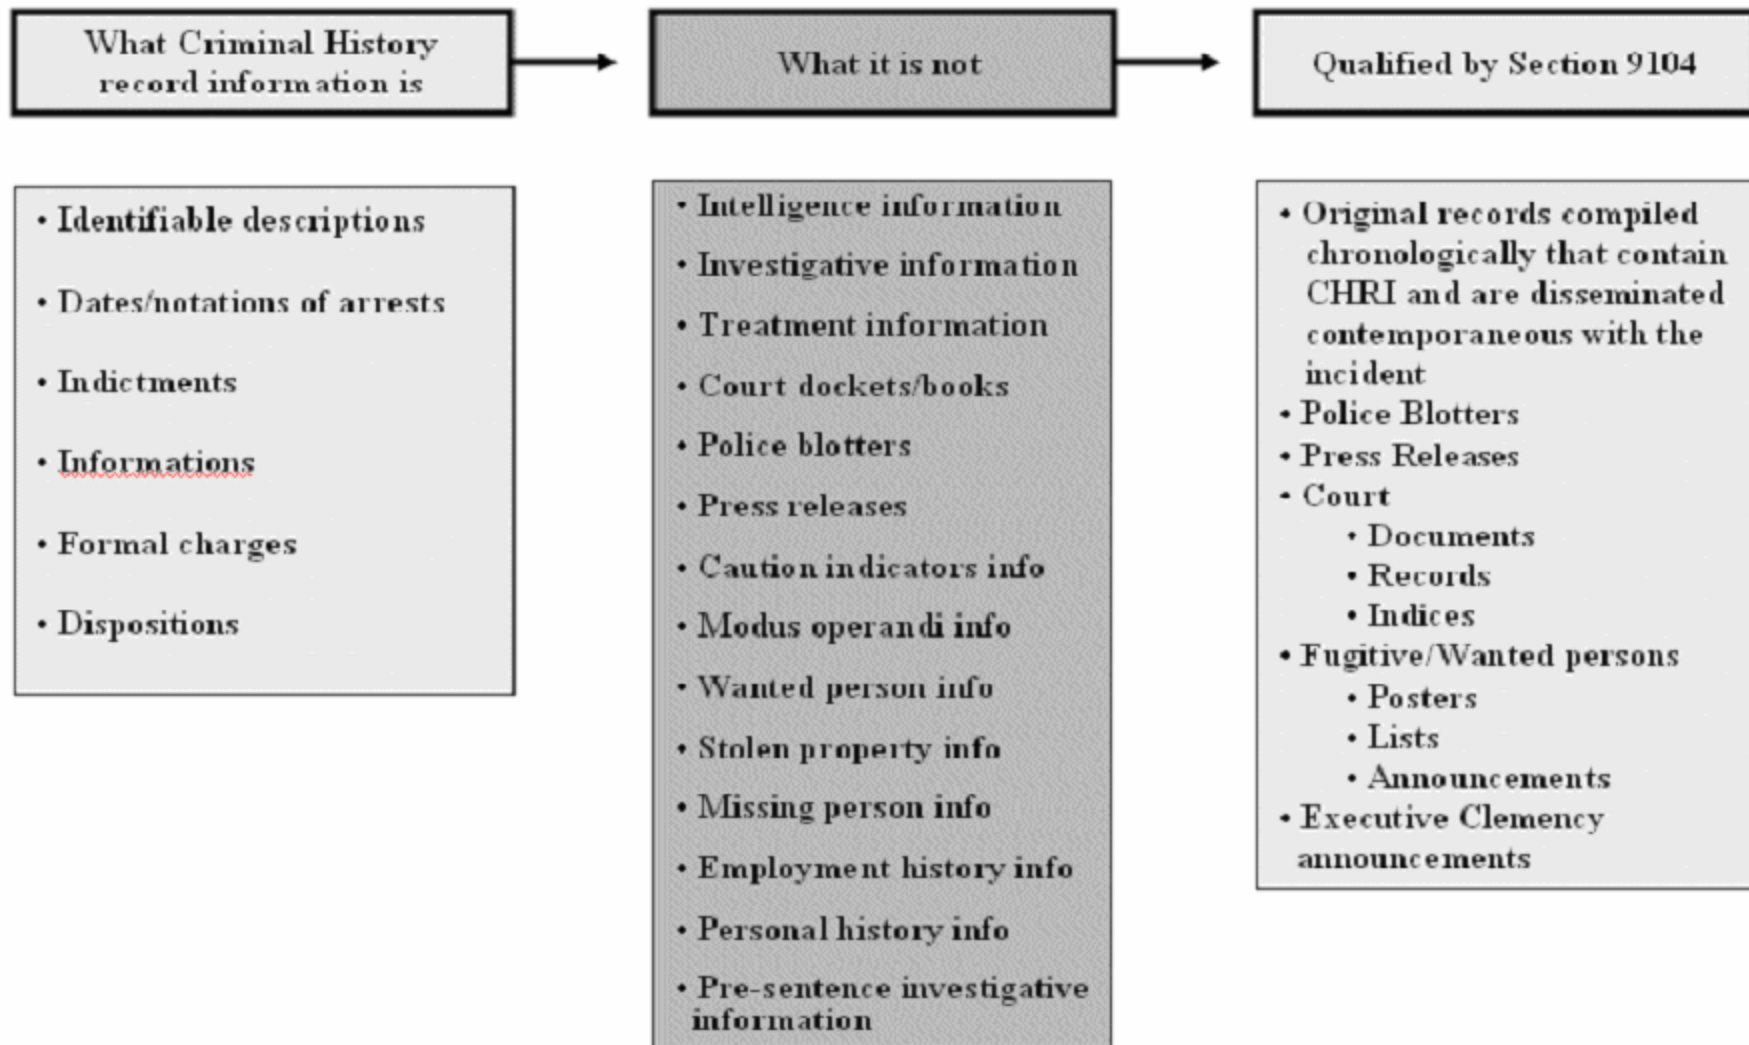 What Criminal History
record information is
What it is not
Qualified by Section 9104
• Identifiable descriptions
• Dates/notations of arrests
• Indictments
• Informations
• Formal charges
• Dispositions
• Intelligence information
• Investigative information
• Treatment information
• Court dockets/books
• Police blotters
• Press releases
• Caution indicators info
• Modus operandi info
• Wanted person info
• Stolen property info
• Missing person info
• Employment history info
• Personal history info
• Pre-sentence investigative
information
• Original records compiled
chronologically that contain
CHRI and are disseminated
contemporaneous with the
incident
• Police Blotters
• Press Releases
• Court
• Documents
• Records
• Indices
• Fugitive/Wanted persons
• Posters
• Lists
• Announcements
• Executive Clemency
announcements